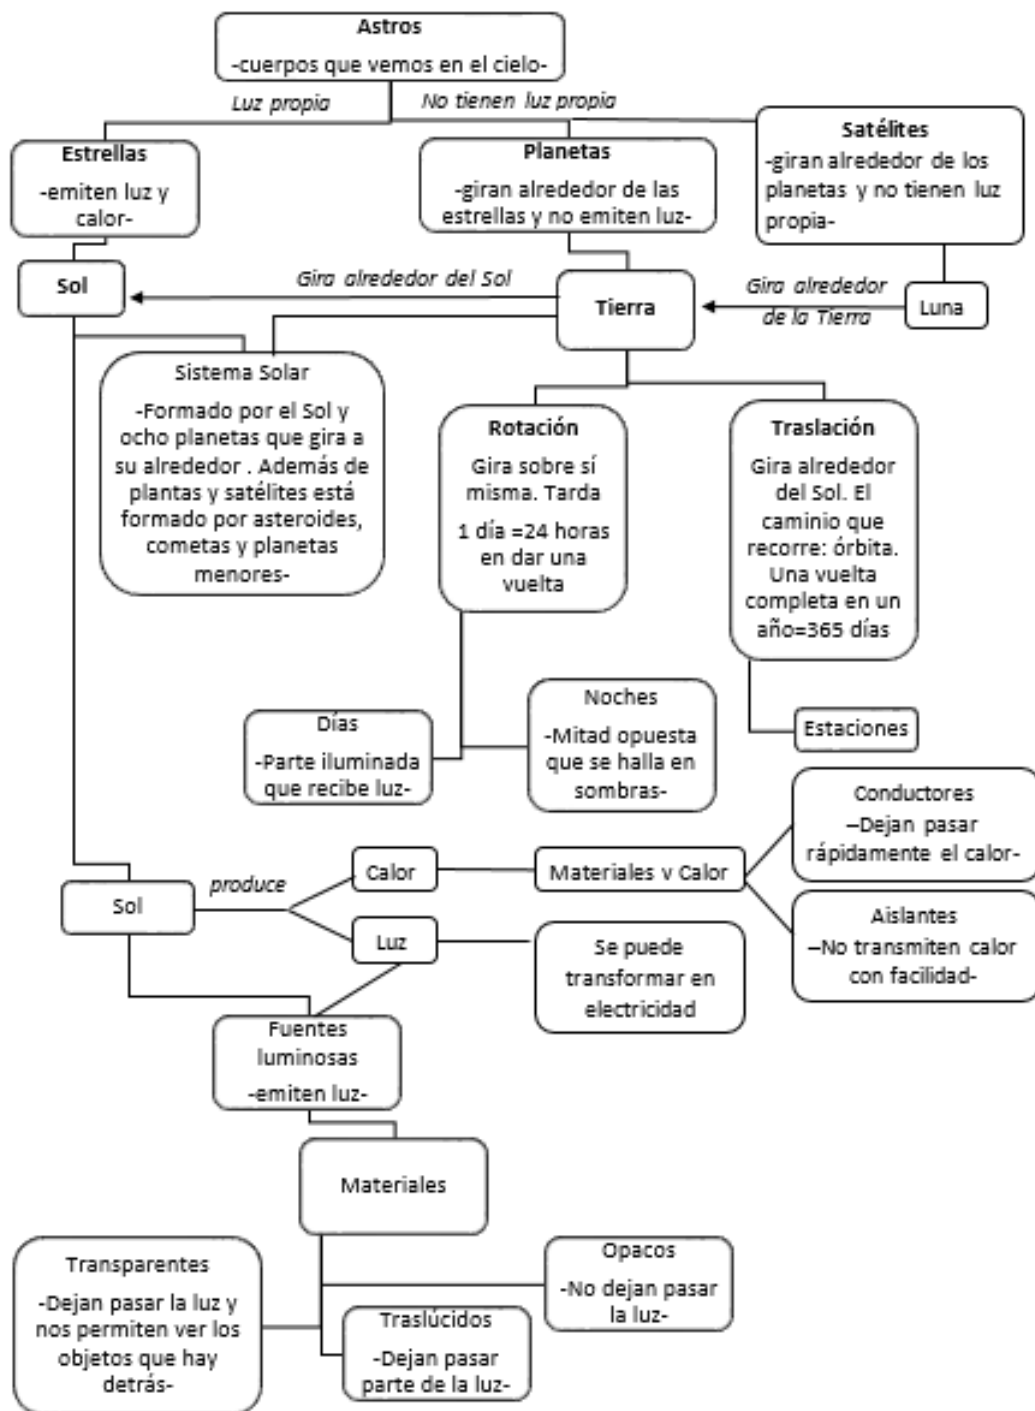 Astros
-cuerpos que vemos en el cielo-
Luz propia
No tienen luz propia
Estrellas
-emiten luz y
calor-
Planetas
-giran alrededor de las
estrellas y no emiten luz-
Satélites
-giran alrededor de los
planetas y no tienen luz
propia-
Sol
Gira alrededor del Sol
Tierra
Gira alrededor
de la Tierra
Luna
Sistema Solar
-Formado por el Sol y
ocho planetas que gira a
su alrededor . Además de
plantas y satélites está
formado por asteroides,
cometas y planetas
menores-
Rotación
Gira sobre sí
misma. Tarda
1 día =24 horas
en dar una
vuelta
Traslación
Gira alrededor
del Sol. El
caminio que
recorre: órbita.
Una vuelta
completa en un
año=365 días
Días
-Parte iluminada
que recibe luz-
Noches
-Mitad opuesta
que se halla en
sombras-
Estaciones
Sol
produce
Calor
Materiales v Calor
Conductores
–Dejan pasar
rápidamente el calor-
Aislantes
–No transmiten calor
con facilidad-
Luz
Se puede
transformar en
electricidad
Fuentes
luminosas
-emiten luz-
Materiales
Transparentes
-Dejan pasar la luz y
nos permiten ver los
objetos que hay
detrás-
Traslúcidos
-Dejan pasar
parte de la luz-
Opacos
-No dejan pasar
la luz-